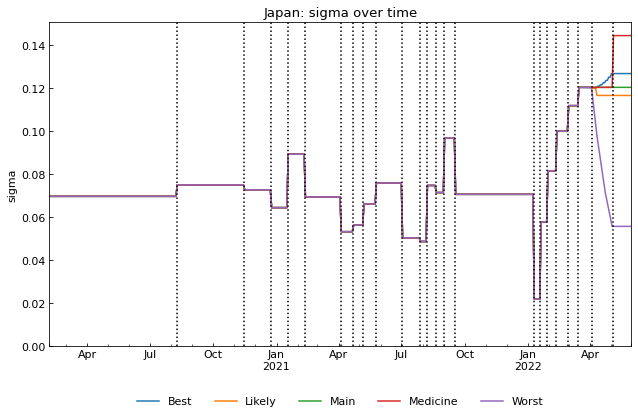 Japan: sigma over time
0.14
0.12
0.10
0.08
0.06
0.04
0.02
0.00
sigma
Apr Jul Oct Jan Apr Jul Oct Jan Apr
2021 2022
Best Likely Main Medicine Worst